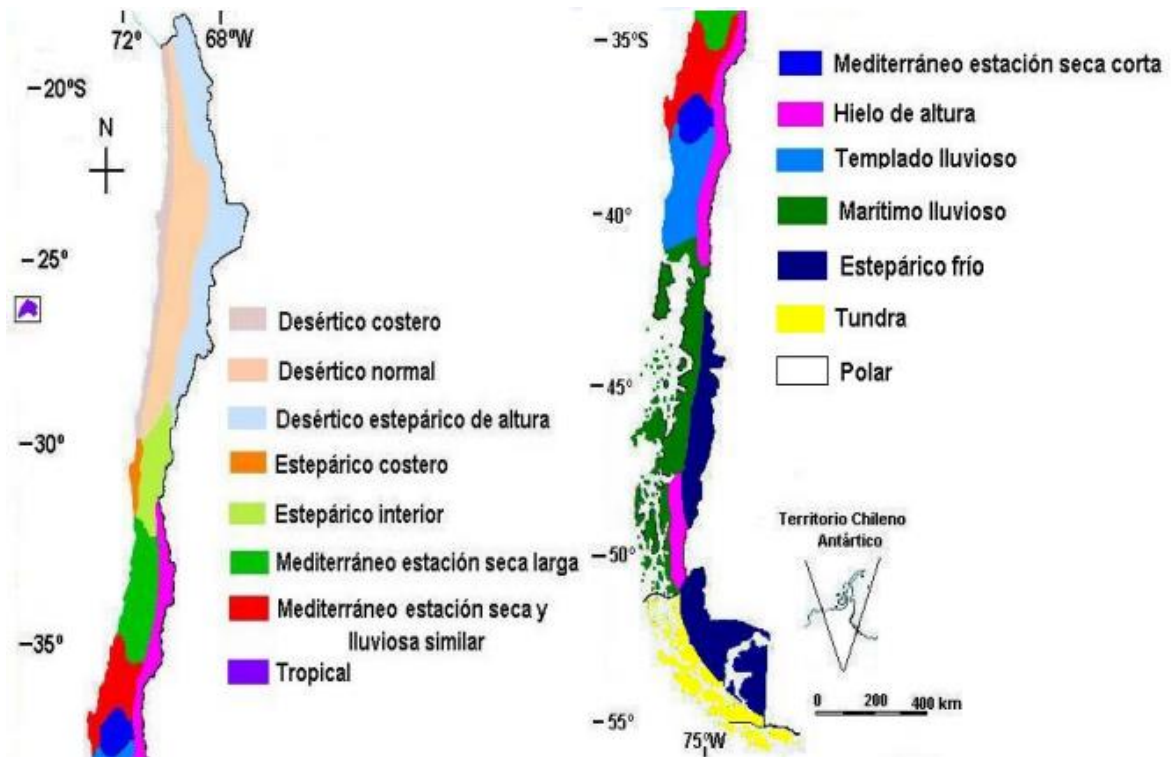 72°
68°W
−20ºS
N
−25º
−30º
−35º
Desértico costero
Desértico normal
Desértico estepárico de altura
Estepárico costero
Estepárico interior
Mediterráneo estación seca larga
Mediterráneo estación seca y
lluviosa similar
Tropical
−35ºS
−40º
−45º
−50º
−55º
75ºW
Mediterráneo estación seca corta
Hielo de altura
Templado lluvioso
Marítimo lluvioso
Estepárico frío
Tundra
Polar
Territorio Chileno
Antártico
0 200 400 km